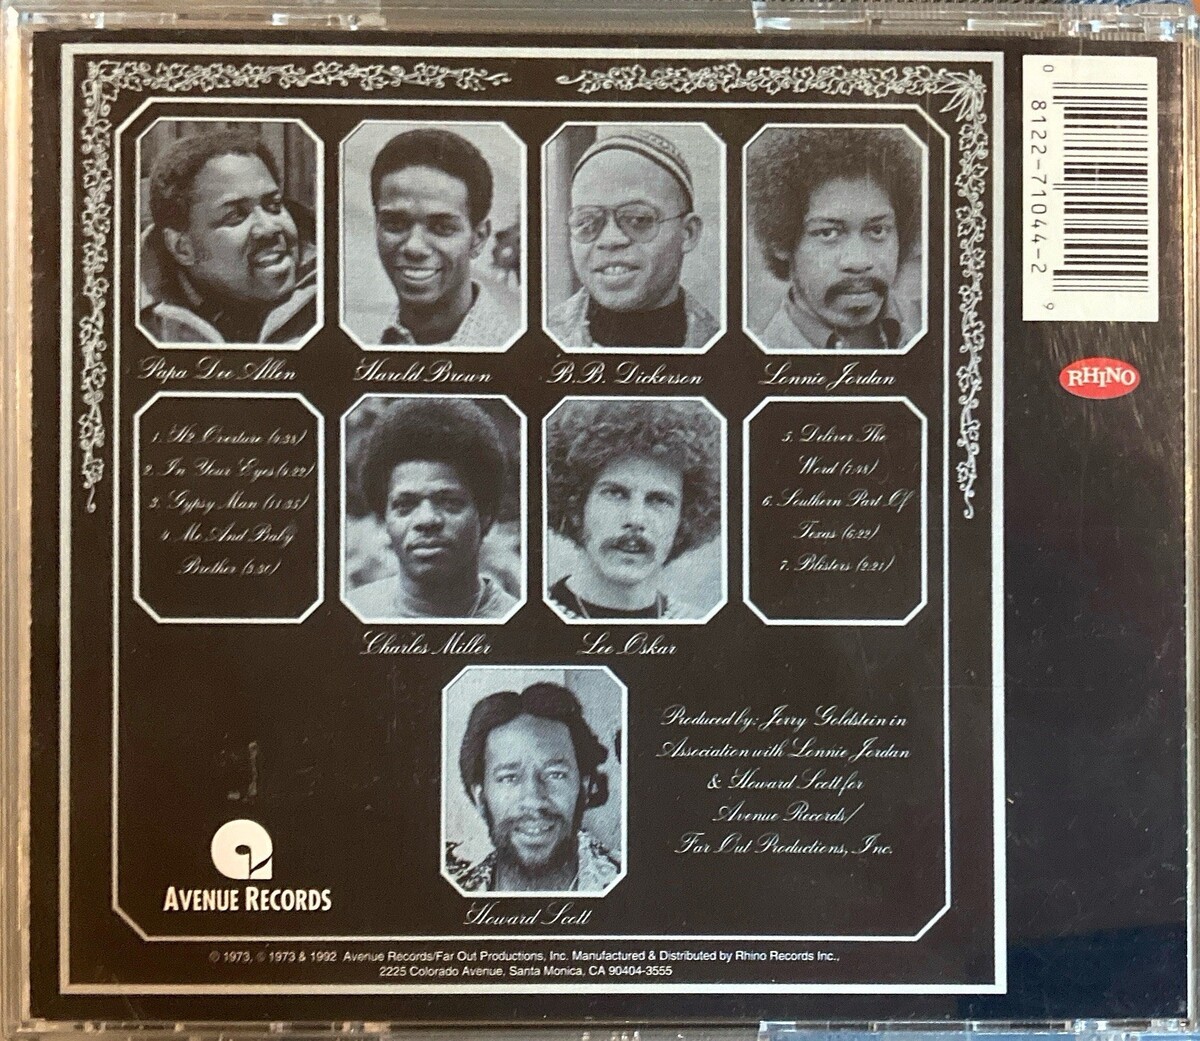 Papa Dee Allen
Harold Brown
B.B. Dickerson
Lonnie Jordan
1. H2 Overture (4:38)
2. In Your Eyes (4:22)
3. Gypsy Man (11:35)
4. Me And Baby
Brother (3:30)
Charles Miller
Lee Oskar
5. Deliver The
Word (7:48)
6. Southern Part Of
Texas (6:22)
7. Blisters (2:21)
Howard Scott
Produced by: Jerry Goldstein in
Association with Lonnie Jordan
& Howard Scott for
Avenue Records/
Far Out Productions, Inc.
AVENUE RECORDS
© 1973, ℗ 1973 & 1992 Avenue Records/Far Out Productions, Inc. Manufactured & Distributed by Rhino Records Inc.,
2225 Colorado Avenue, Santa Monica, CA 90404-3555
0 8122-71044-2 9
RHINO